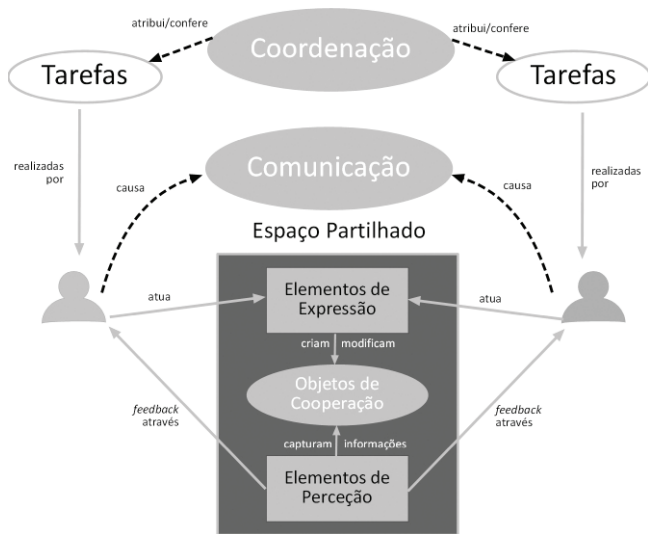 atribui/confere
Coordenação
atribui/confere
Tarefas
Tarefas
realizadas
por
Comunicação
realizadas
por
causa
causa
Espaço Partilhado
Elementos de
Expressão
atua
atua
criam modificam
Objetos de
Cooperação
feedback
através
feedback
através
capturam informações
Elementos de
Perceção